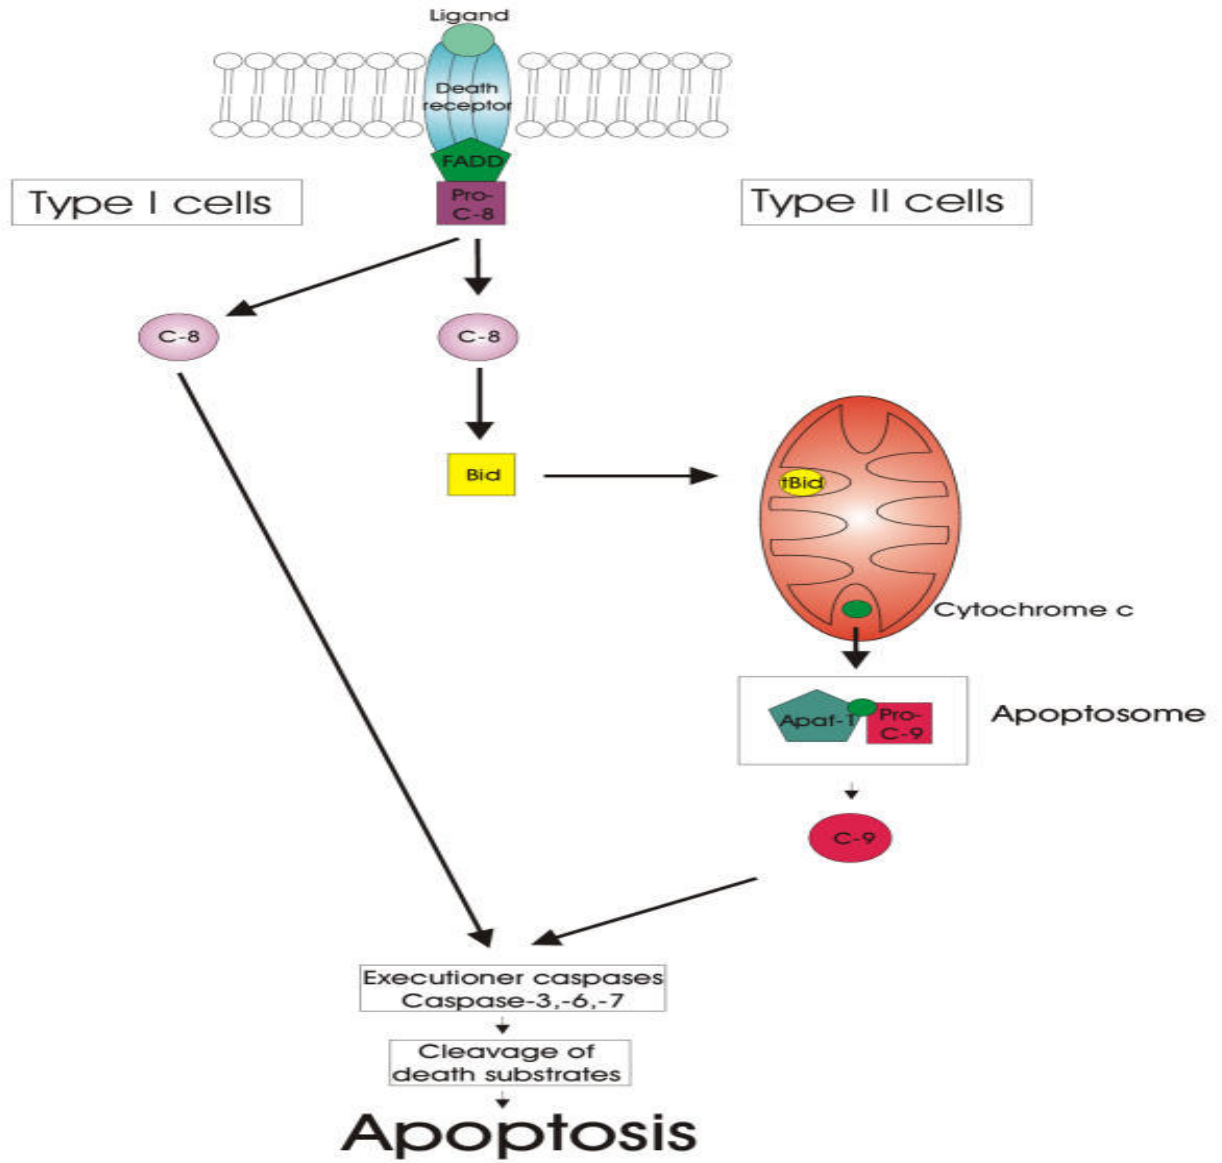 Ligand
Death
receptor
FADD
Pro-
C-8
Type I cells
Type II cells
C-8
C-8
Bid
tBid
Cytochrome c
Apaf-1
Pro-
C-9
Apoptosome
C-9
Executioner caspases
Caspase-3,-6,-7
Cleavage of
death substrates
Apoptosis